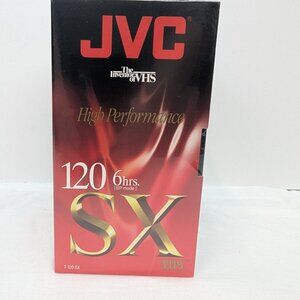 JVC
The
Inventor
of VHS
High Performance
120 6hrs.
[EP mode]
SX
VHS
T-120 SX